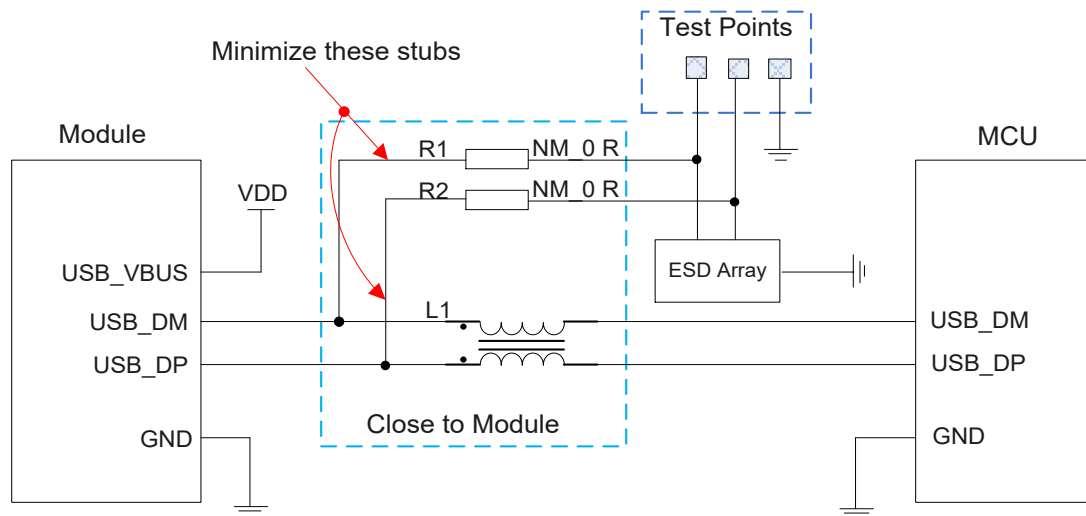 Test Points
Minimize these stubs
Module
MCU
R1
NM_0 R
VDD
R2
NM_0 R
USB_VBUS
ESD Array
USB_DM
L1
USB_DM
USB_DP
USB_DP
Close to Module
GND
GND